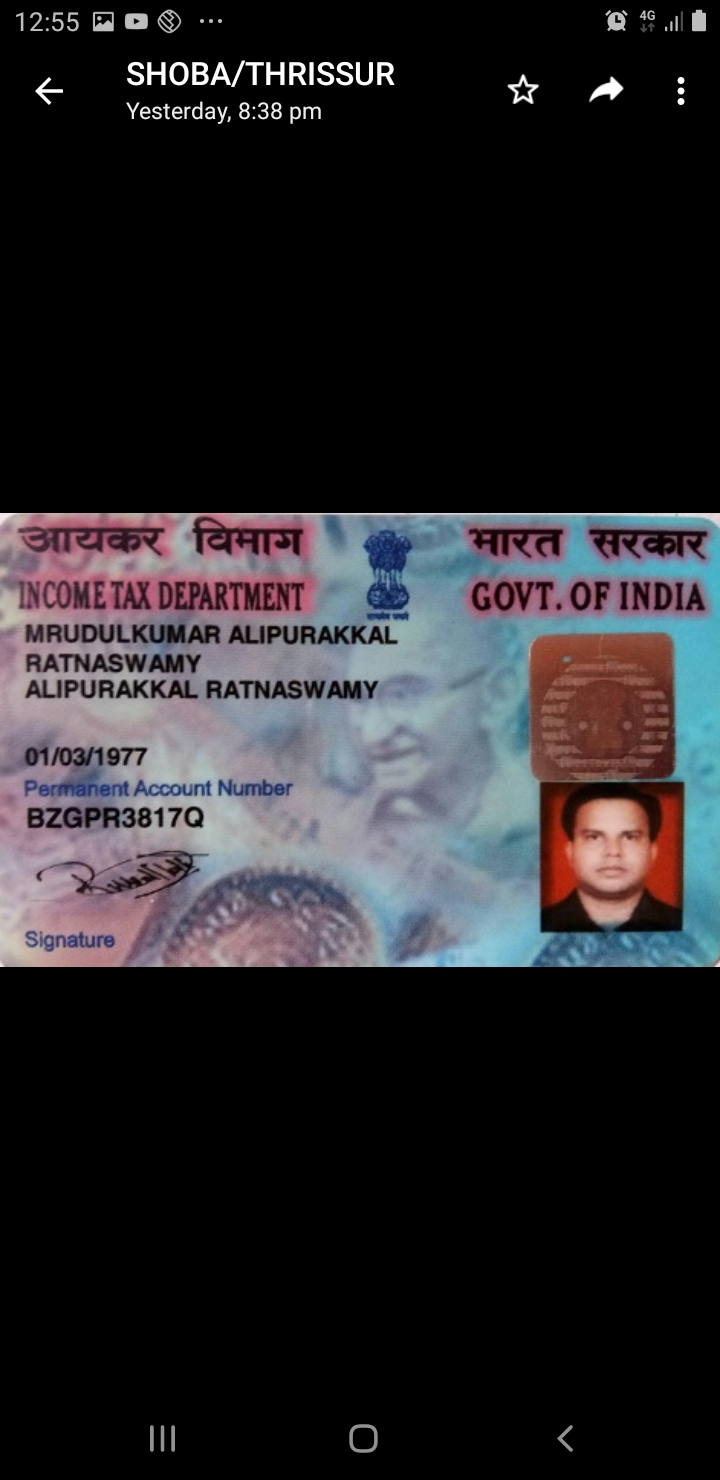 12:55
4G
SHOBA/THRISSUR
Yesterday, 8:38 pm
आयकर विभाग
भारत सरकार
INCOME TAX DEPARTMENT
GOVT. OF INDIA
MRUDULKUMAR ALIPURAKKAL
RATNASWAMY
ALIPURAKKAL RATNASWAMY
01/03/1977
Permanent Account Number
BZGPR3817Q
Signature